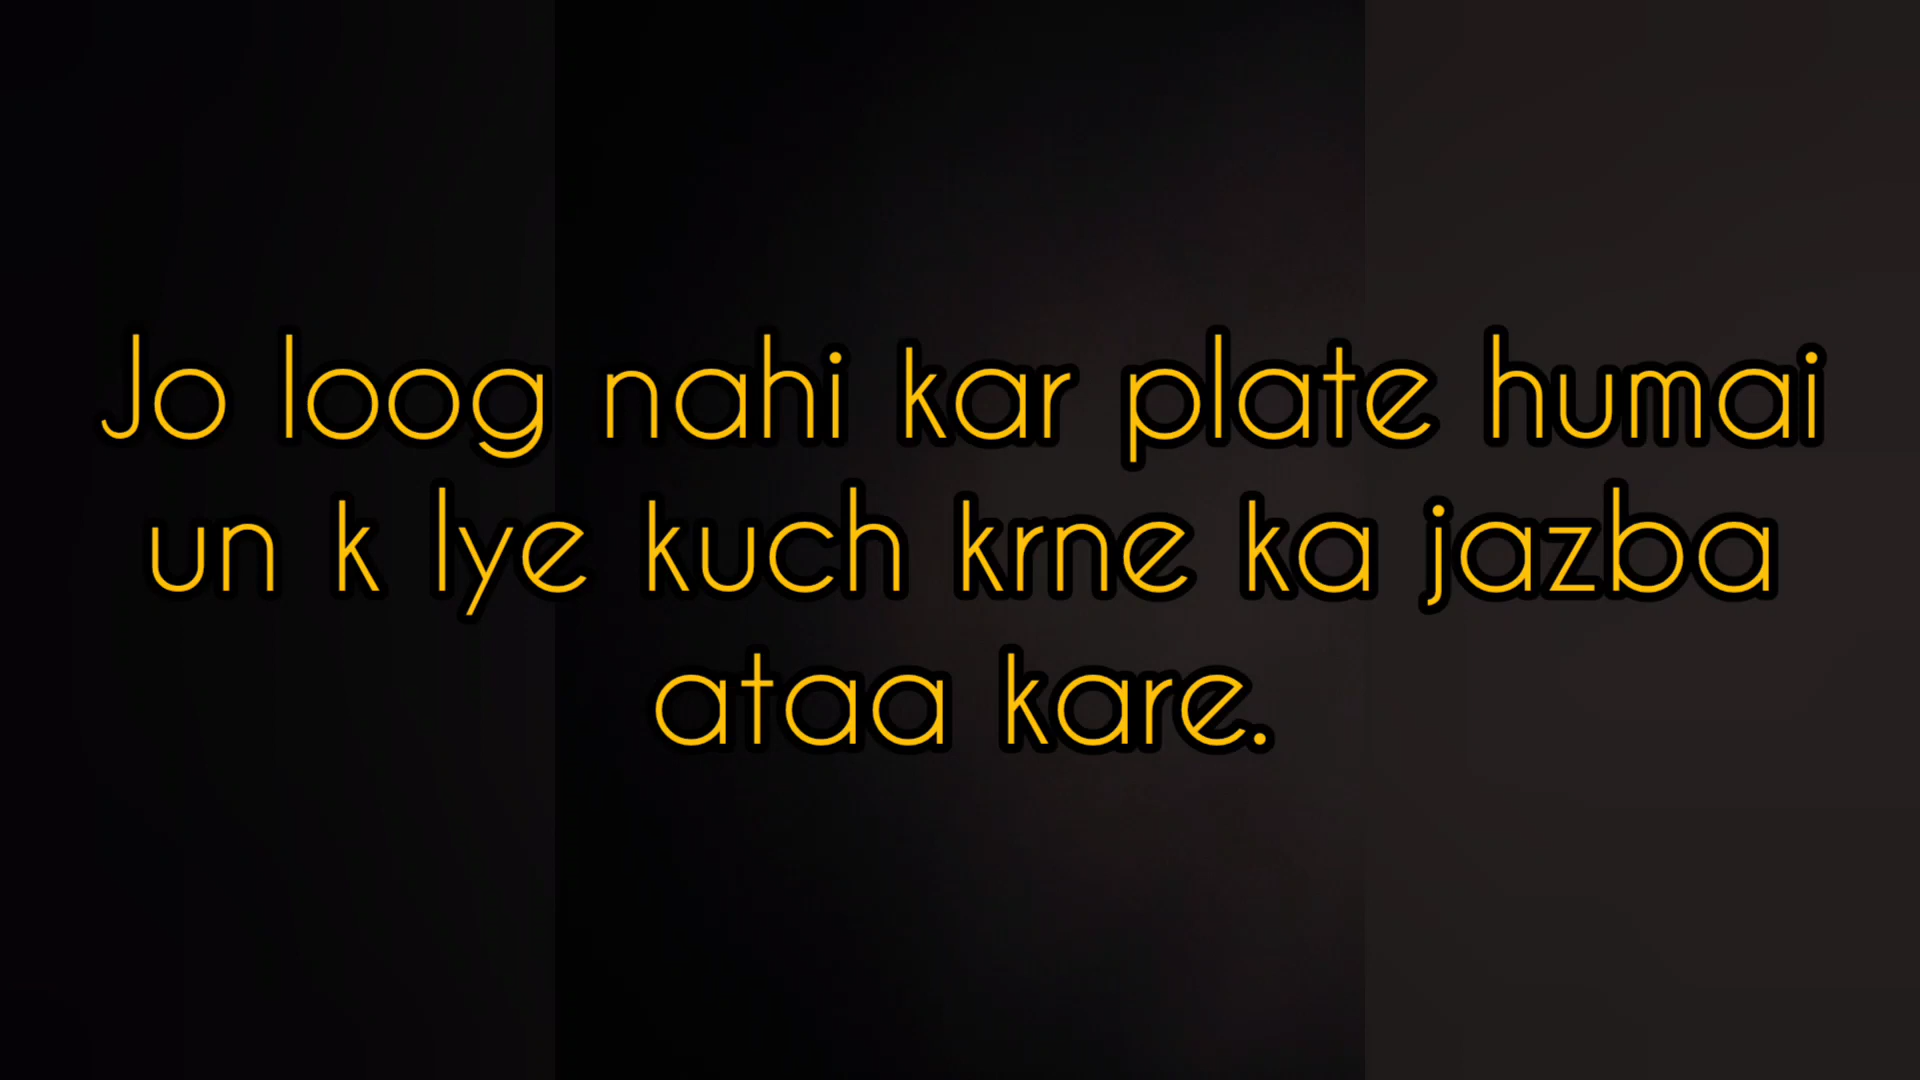 Jo loog nahi kar plate humai
un k lye kuch krne ka jazba
ataa kare.